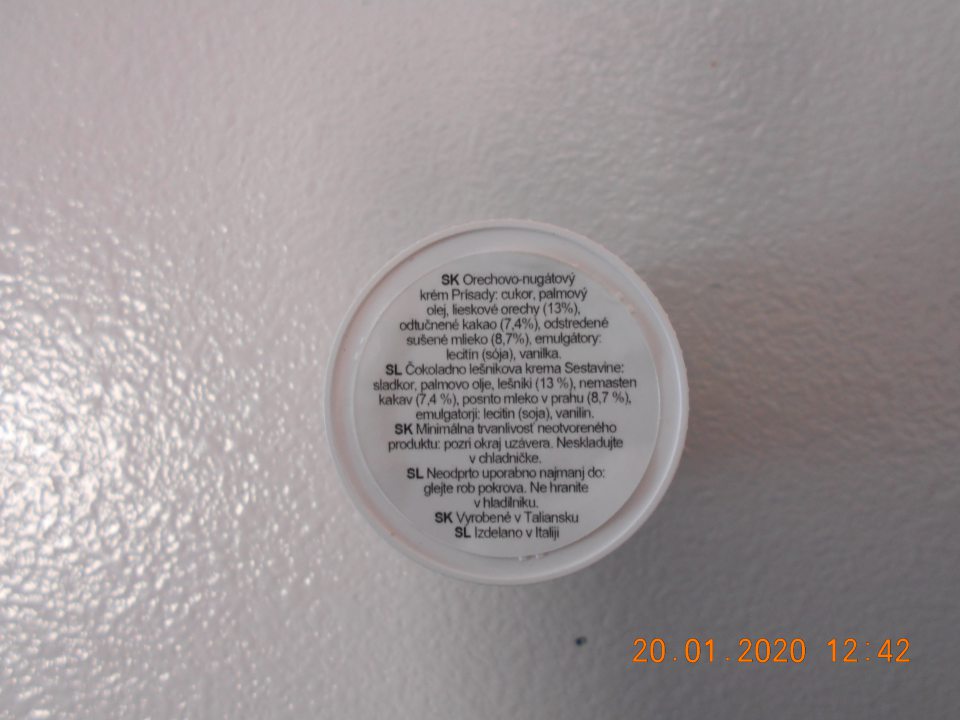 SK Orechovo-nugátový
krém Prísady: cukor, palmový
olej, lieskové orechy (13%),
odtučnené kakao (7,4%), odstredené
sušené mlieko (8,7%), emulgátory:
lecitín (sója), vanilka.
SL Čokoladno lešnikova krema Sestavine:
sladkor, palmovo olje, lešniki (13 %), nemasten
kakav (7,4 %), posnto mleko v prahu (8,7 %),
emulgatorji: lecitin (soja), vanilin.
SK Minimálna trvanlivosť neotvoreného
produktu: pozri okraj uzávera. Neskladujte
v chladničke.
SL Neodprto uporabno najmanj do:
glejte rob pokrova. Ne hranite
v hladilniku.
SK Vyrobené v Taliansku
SL Izdelano v Italiji
20.01.2020 12:42